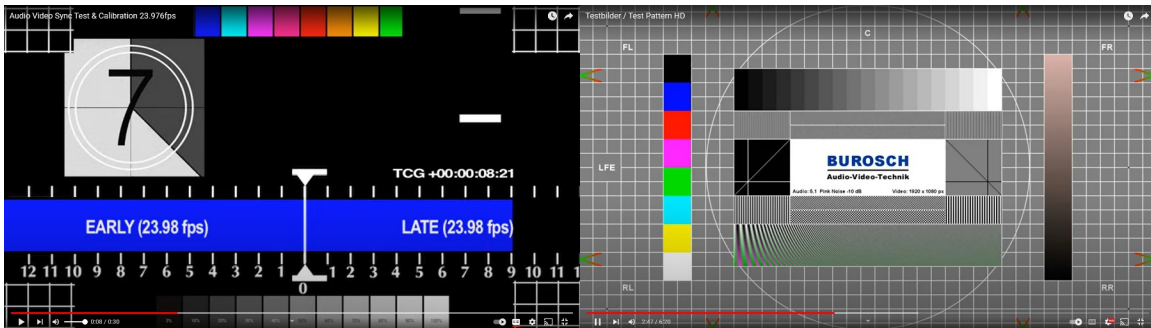 Audio Video Sync Test & Calibration 23.976fps
7
TCG +00:00:08:21
EARLY (23.98 fps)
LATE (23.98 fps)
12 11 10 9 8 7 6 5 4 3 2 1 0 1 2 3 4 5 6 7 8 9 10 11 1
0:08 / 0:30
Testbilder / Test Pattern HD
C
FL
FR
LFE
BUROSCH
Audio-Video-Technik
Audio: 5.1 Pink Noise -10 dB
Video: 1920 x 1080 px
RL
RR
2:47 / 6:20